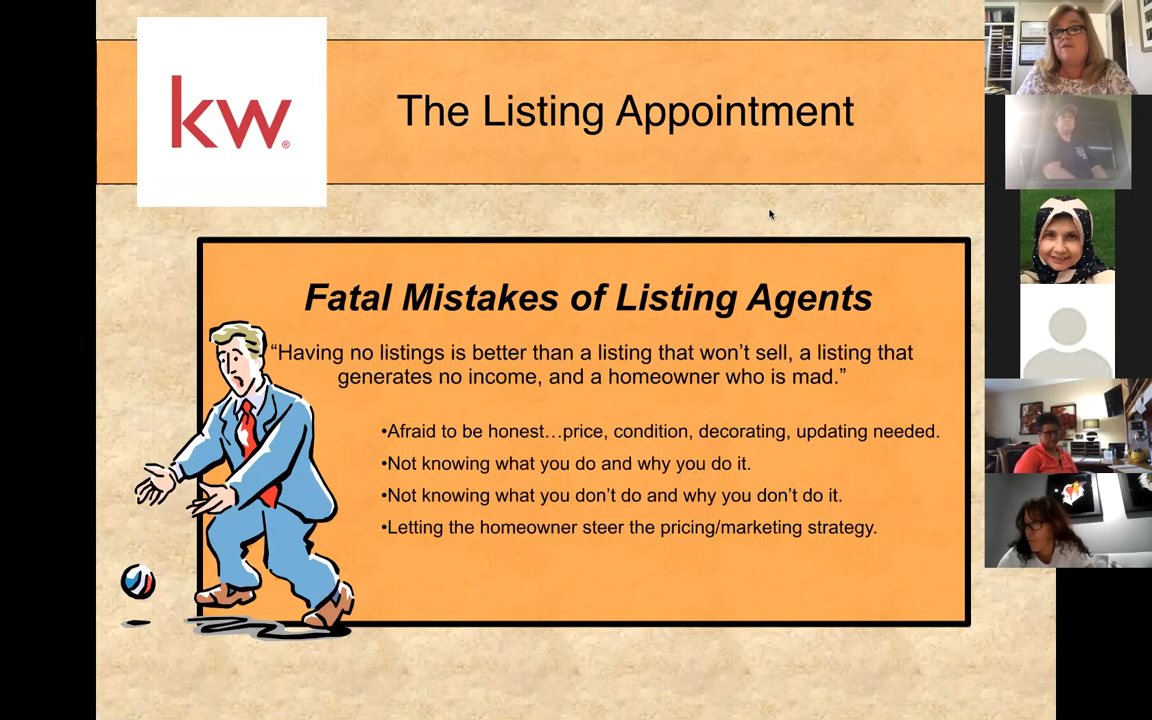 kw®
The Listing Appointment
Fatal Mistakes of Listing Agents
“Having no listings is better than a listing that won’t sell, a listing that
generates no income, and a homeowner who is mad.”
•Afraid to be honest…price, condition, decorating, updating needed.
•Not knowing what you do and why you do it.
•Not knowing what you don’t do and why you don’t do it.
•Letting the homeowner steer the pricing/marketing strategy.